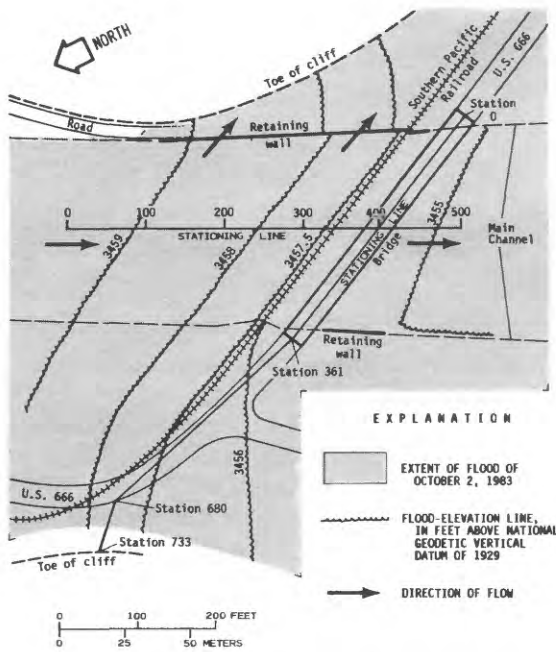 NORTH
Toe of cliff
Southern Pacific
Railroad
U.S. 666
Station
0
Road
Retaining
wall
0 100 200 300 400 500
STATIONING LINE
3459
3458
3457.5
STATIONING LINE
Bridge
3455
Main
Channel
Retaining
wall
Station 361
3456
U.S. 666
Station 680
Station 733
Toe of cliff
EXPLANATION
EXTENT OF FLOOD OF
OCTOBER 2, 1983
FLOOD-ELEVATION LINE,
IN FEET ABOVE NATIONAL
GEODETIC VERTICAL
DATUM OF 1929
DIRECTION OF FLOW
0 100 200 FEET
0 25 50 METERS